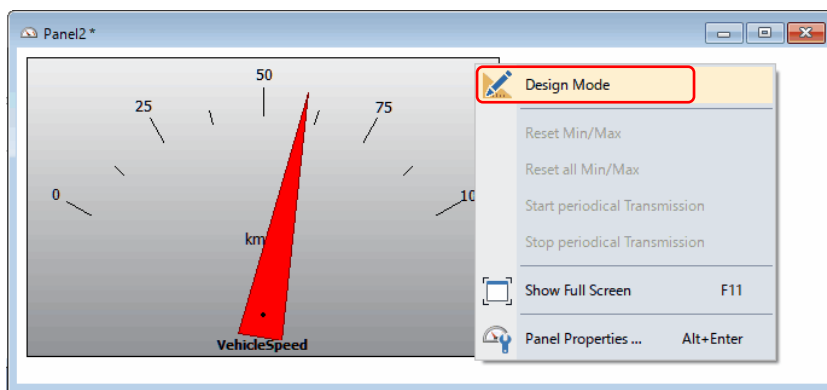 Panel2 *
50
25
75
0
10
km
VehicleSpeed
Design Mode
Reset Min/Max
Reset all Min/Max
Start periodical Transmission
Stop periodical Transmission
Show Full Screen F11
Panel Properties ... Alt+Enter